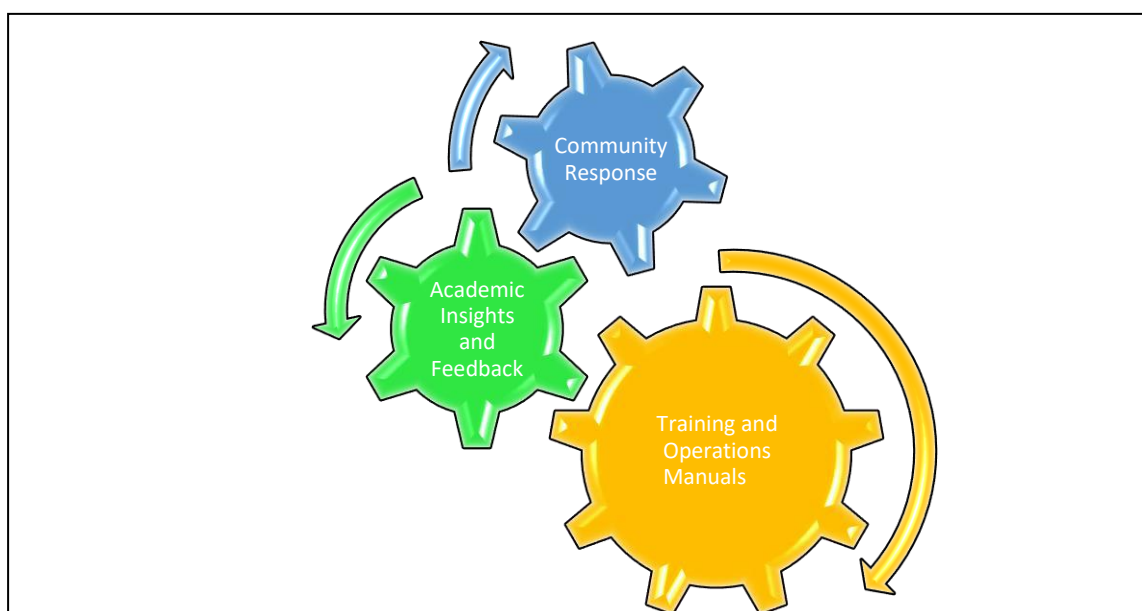 Community
Response
Academic
Insights
and
Feedback
Training and
Operations
Manuals